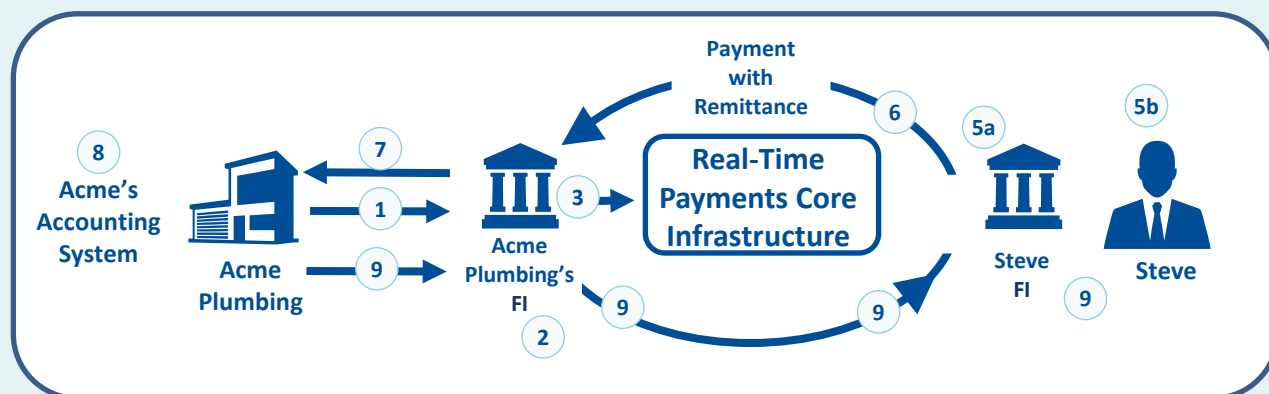 Payment
with
Remittance
6
5a
5b
8
Acme's
Accounting
System
7
1
9
Acme
Plumbing
3
Real-Time
Payments Core
Infrastructure
Acme
Plumbing's
FI
2
9
9
Steve
FI
9
Steve